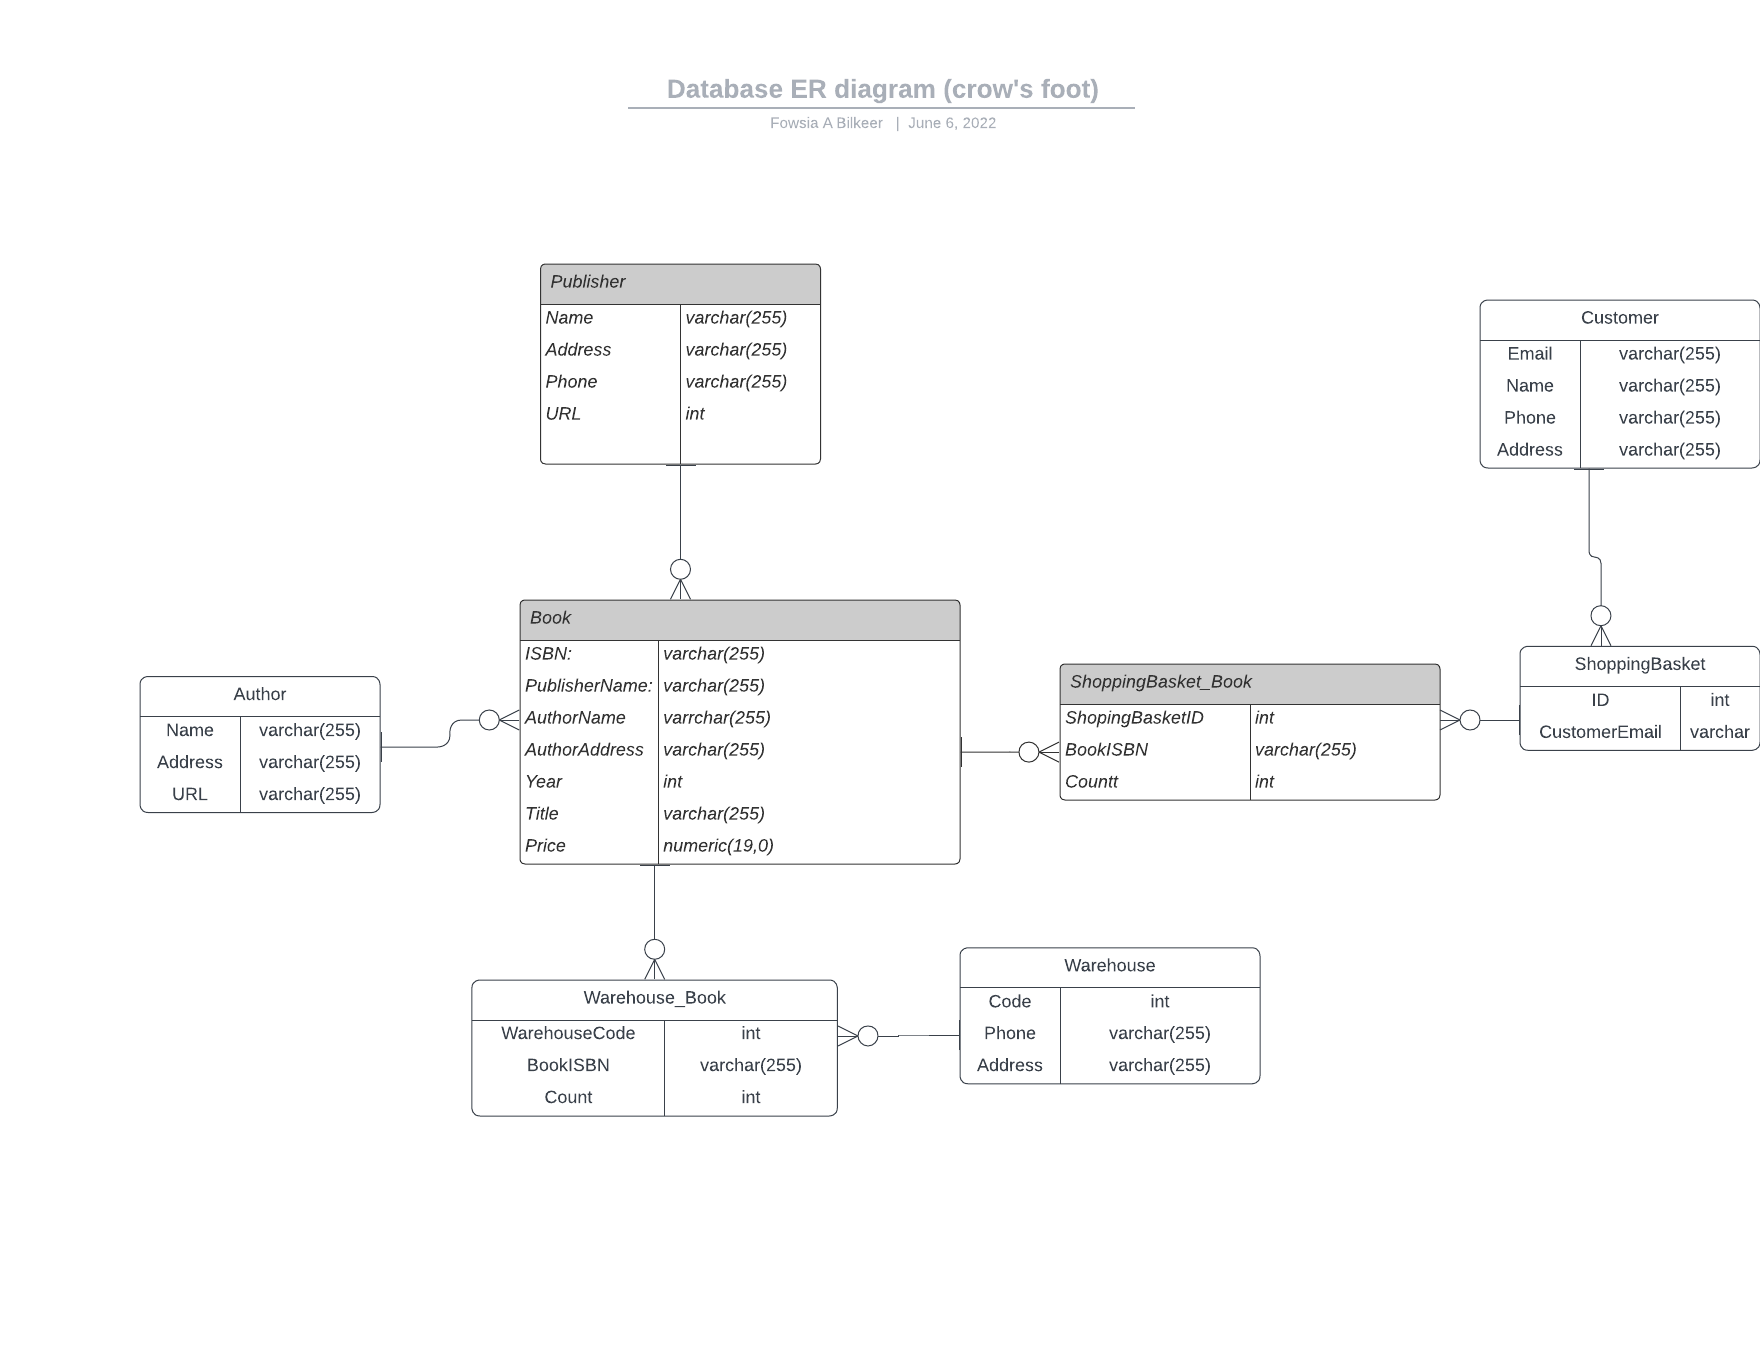 Database ER diagram (crow's foot)
Fowsia A Bilkeer | June 6, 2022
Publisher
Name varchar(255)
Address varchar(255)
Phone varchar(255)
URL int
Customer
Email varchar(255)
Name varchar(255)
Phone varchar(255)
Address varchar(255)
Book
ISBN: varchar(255)
PublisherName: varchar(255)
AuthorName varrchar(255)
AuthorAddress varchar(255)
Year int
Title varchar(255)
Price numeric(19,0)
Author
Name varchar(255)
Address varchar(255)
URL varchar(255)
ShoppingBasket_Book
ShopingBasketID int
BookISBN varchar(255)
Countt int
ShoppingBasket
ID int
CustomerEmail varchar
Warehouse_Book
WarehouseCode int
BookISBN varchar(255)
Count int
Warehouse
Code int
Phone varchar(255)
Address varchar(255)